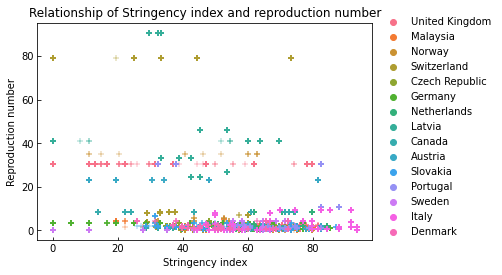 Relationship of Stringency index and reproduction number
Reproduction number
80
60
40
20
0
0
20
40
60
80
Stringency index
United Kingdom
Malaysia
Norway
Switzerland
Czech Republic
Germany
Netherlands
Latvia
Canada
Austria
Slovakia
Portugal
Sweden
Italy
Denmark